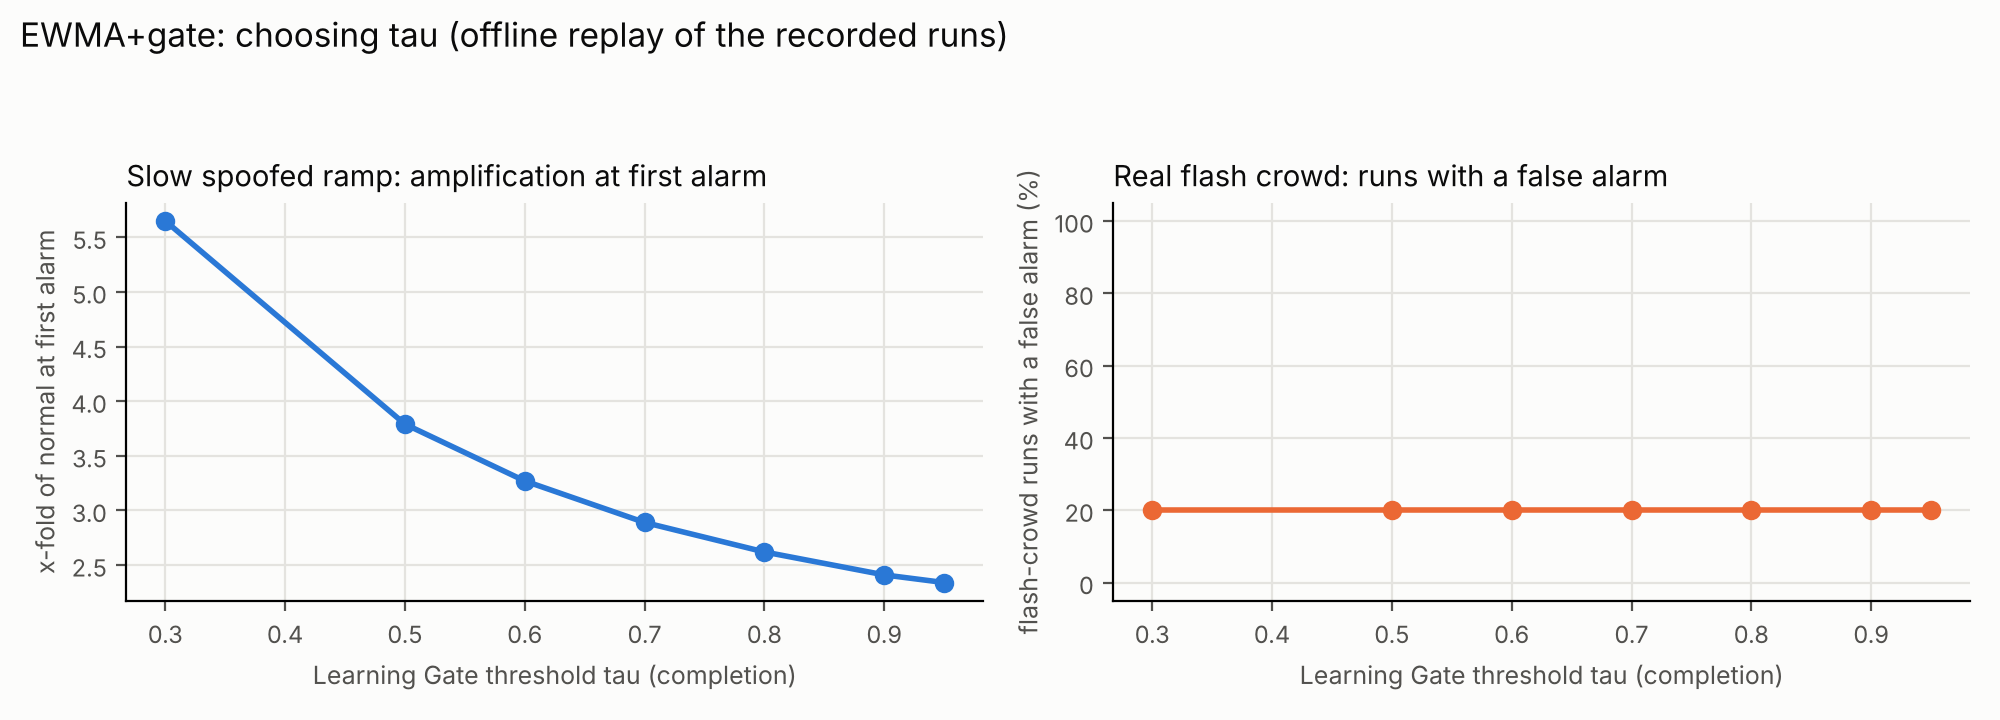 EWMA+gate: choosing tau (offline replay of the recorded runs)
Slow spoofed ramp: amplification at first alarm
x-fold of normal at first alarm
5.5
5.0
4.5
4.0
3.5
3.0
2.5
0.3 0.4 0.5 0.6 0.7 0.8 0.9
Learning Gate threshold tau (completion)
Real flash crowd: runs with a false alarm
flash-crowd runs with a false alarm (%)
100
80
60
40
20
0
0.3 0.4 0.5 0.6 0.7 0.8 0.9
Learning Gate threshold tau (completion)